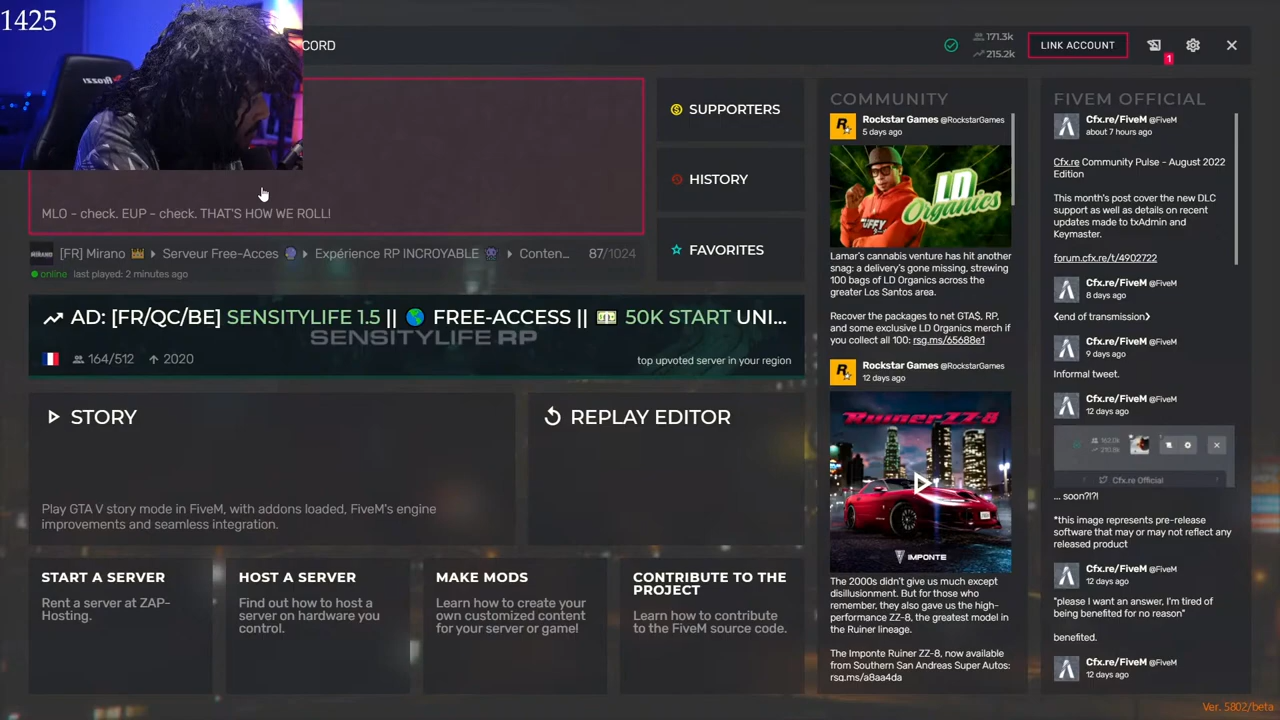 1425
CORD
171.3k
215.2k
LINK ACCOUNT
1
MLO - check. EUP - check. THAT'S HOW WE ROLL!
[FR] Mirano
Serveur Free-Acces
Expérience RP INCROYABLE
Conten...
87/1024
online
last played: 2 minutes ago
SUPPORTERS
HISTORY
FAVORITES
AD: [FR/QC/BE] SENSITYLIFE 1.5 || FREE-ACCESS || 50K START UNI...
SENSITYLIFE RP
164/512
2020
top upvoted server in your region
STORY
Play GTA V story mode in FiveM, with addons loaded, FiveM's engine
improvements and seamless integration.
REPLAY EDITOR
START A SERVER
Rent a server at ZAP-
Hosting.
HOST A SERVER
Find out how to host a
server on hardware you
control.
MAKE MODS
Learn how to create your
own customized content
for your server or game!
CONTRIBUTE TO THE
PROJECT
Learn how to contribute
to the FiveM source code.
COMMUNITY
Rockstar Games @RockstarGames
5 days ago
LD
Organics
Lamar's cannabis venture has hit another
snag: a delivery's gone missing, strewing
100 bags of LD Organics across the
greater Los Santos area.
Recover the packages to net GTA$, RP,
and some exclusive LD Organics merch if
you collect all 100: rsg.ms/65688e1
Rockstar Games @RockstarGames
12 days ago
Ruiner ZZ-8
IMPONTE
The 2000s didn't give us much except
disillusionment. But for those who
remember, they also gave us the high-
performance ZZ-8, the greatest model in
the Ruiner lineage.
The Imponte Ruiner ZZ-8, now available
from Southern San Andreas Super Autos:
rsg.ms/a8aa4da
FIVEM OFFICIAL
Cfx.re/FiveM @FiveM
about 7 hours ago
Cfx.re Community Pulse - August 2022
Edition
This month's post cover the new DLC
support as well as details on recent
updates made to txAdmin and
Keymaster.
forum.cfx.re/t/4902722
Cfx.re/FiveM @FiveM
8 days ago
<end of transmission>
Cfx.re/FiveM @FiveM
9 days ago
Informal tweet.
Cfx.re/FiveM @FiveM
12 days ago
162.0k
210.8k
Cfx.re Official
... soon?!?!
*this image represents pre-release
software that may or may not reflect any
released product
Cfx.re/FiveM @FiveM
12 days ago
"please I want an answer, I'm tired of
being benefited for no reason"
benefited.
Cfx.re/FiveM @FiveM
12 days ago
Ver. 5802/beta